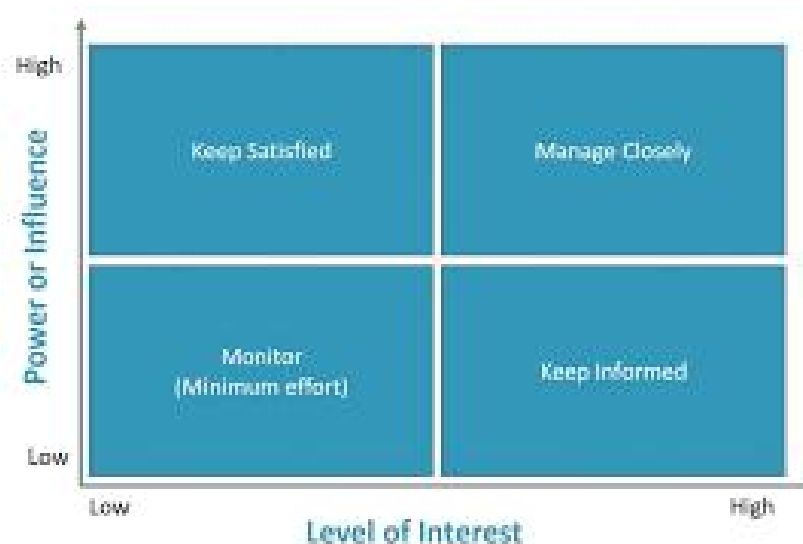 High
Keep Satisfied
Manage Closely
Power or Influence
Monitor
(Minimum effort)
Keep Informed
Low
Low
High
Level of Interest